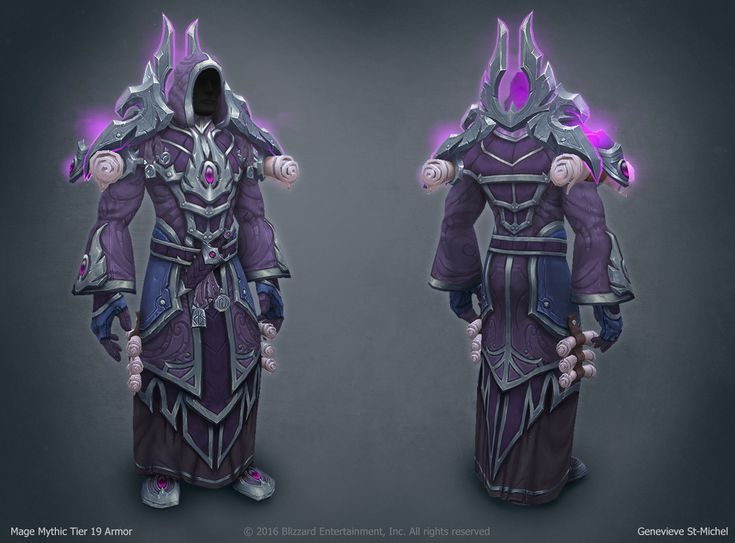 Mage Mythic Tier 19 Armor
© 2016 Blizzard Entertainment, Inc. All rights reserved
Genevieve St-Michel